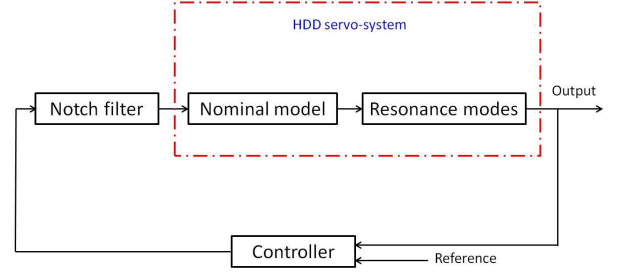 HDD servo-system
Output
Notch filter
Nominal model
Resonance modes
Controller
Reference